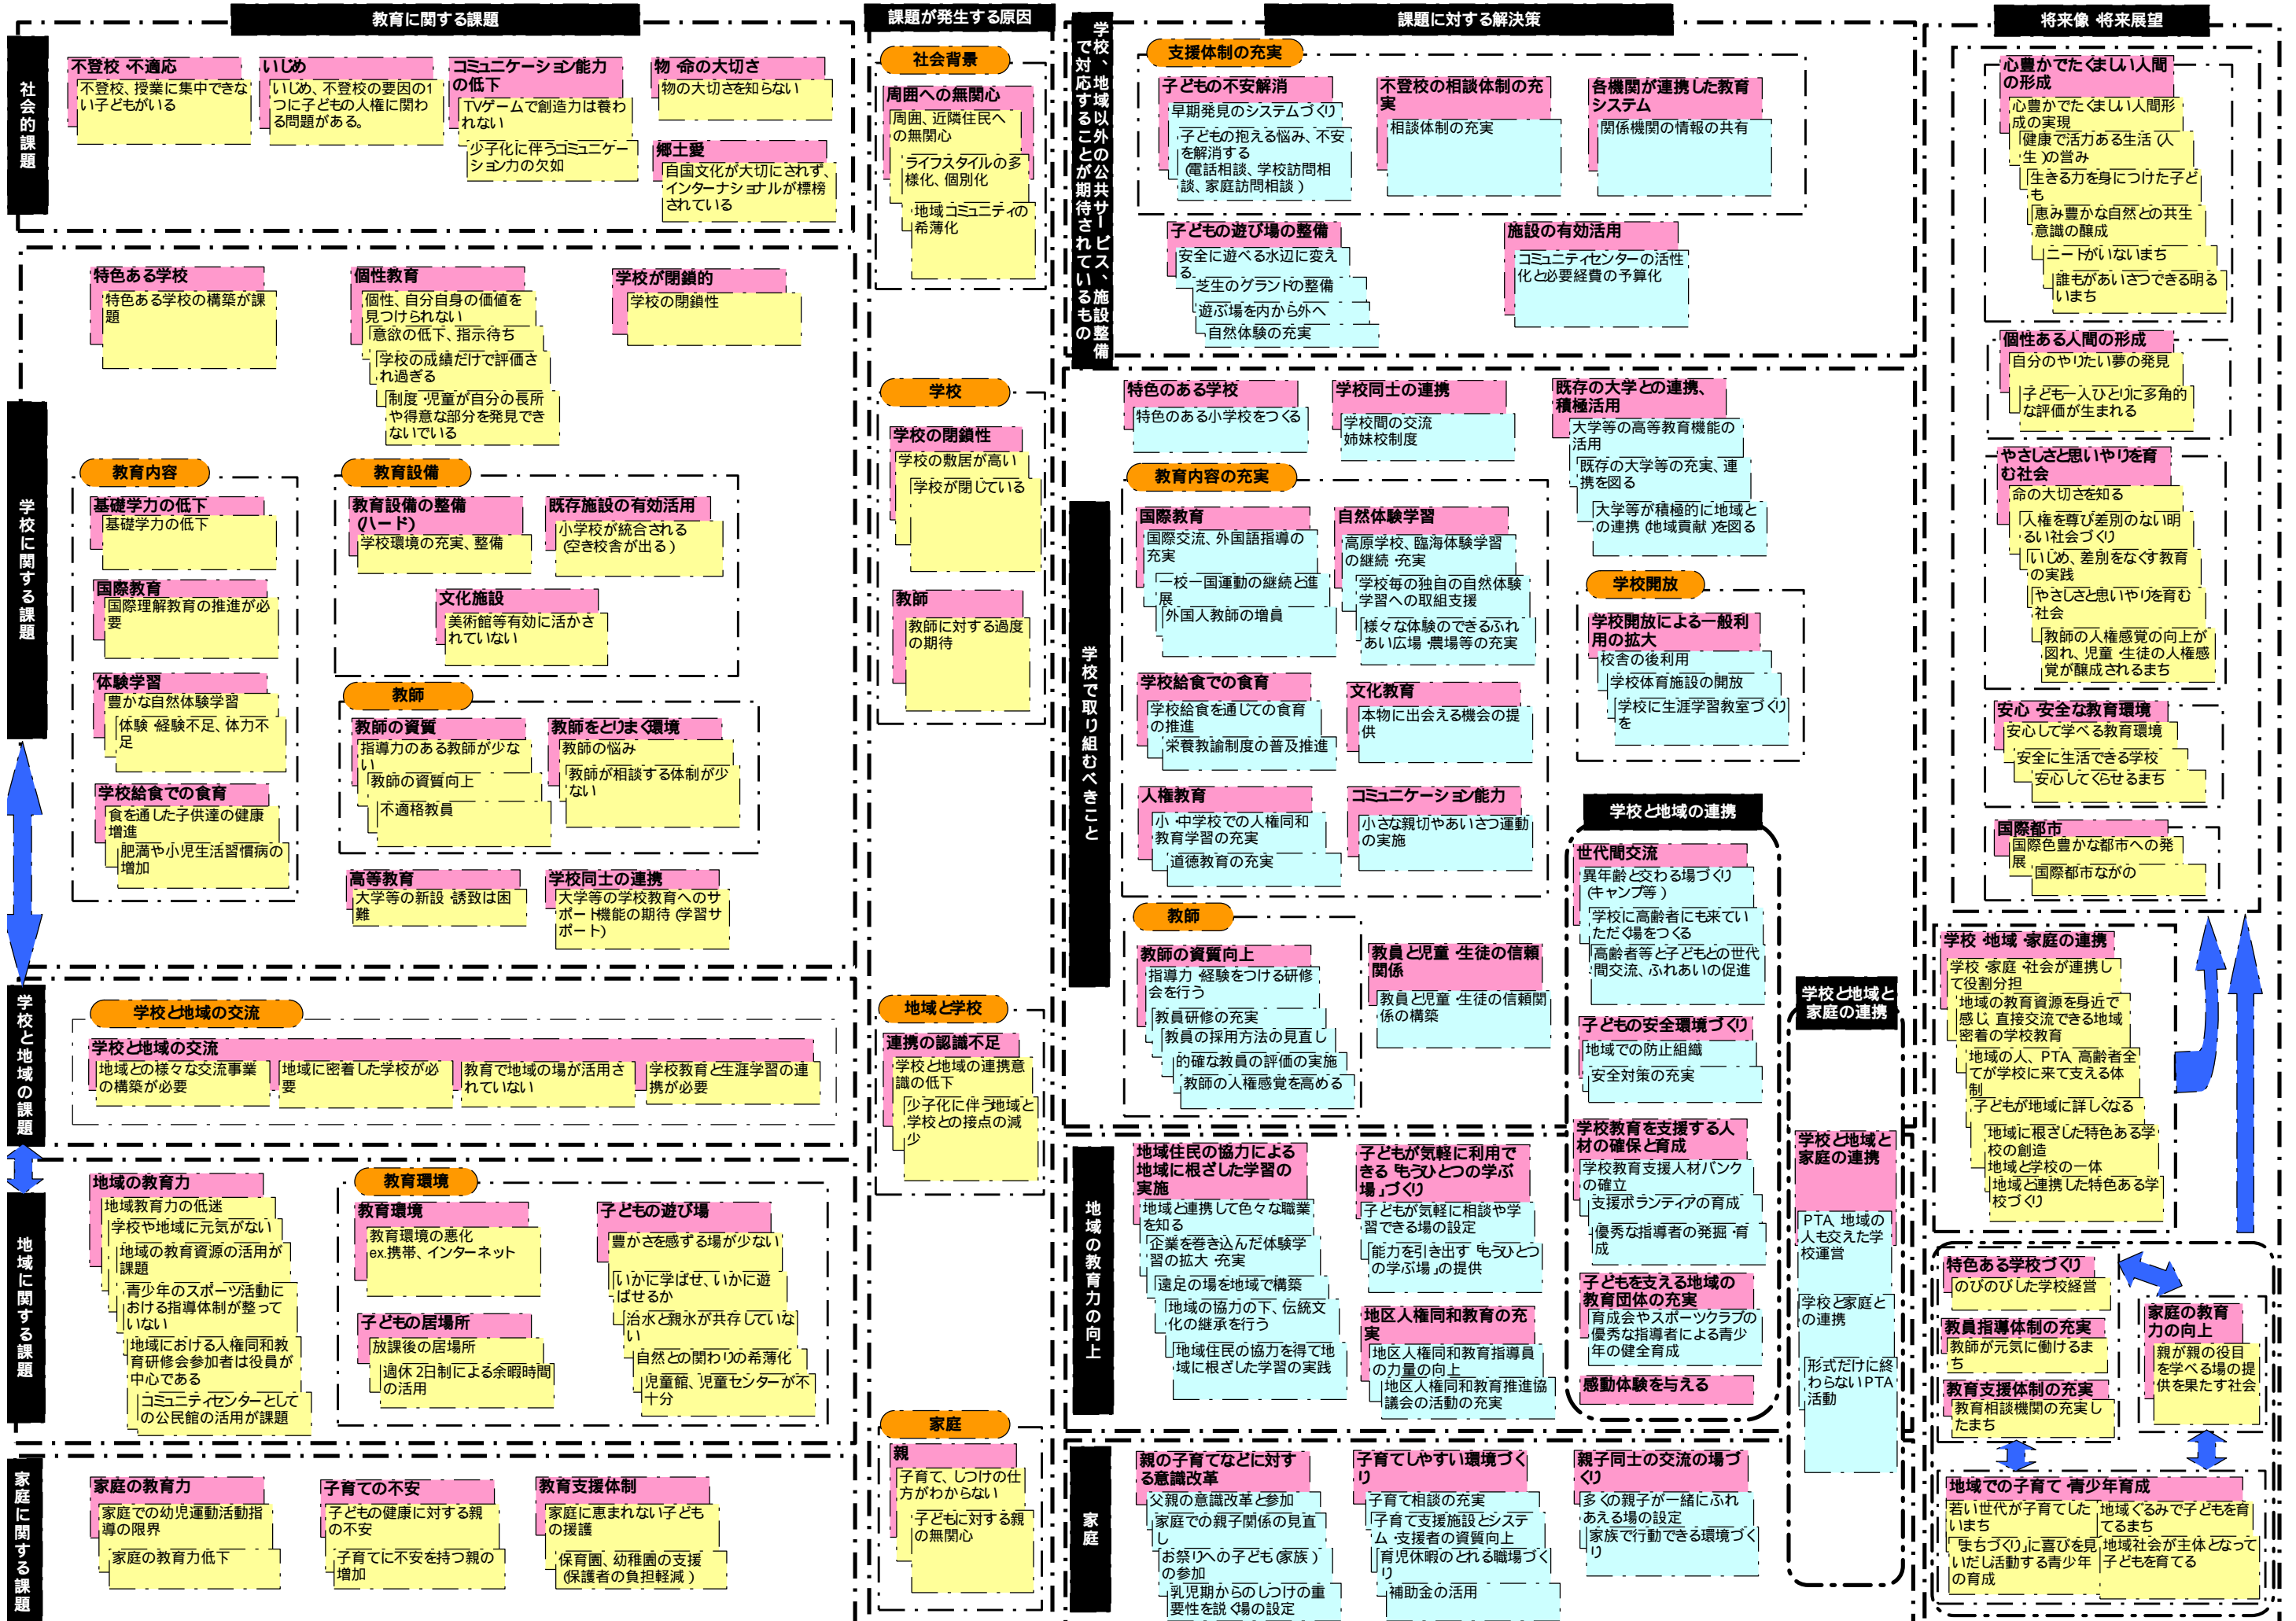 教育に関する課題
社会的課題
不登校・不適応
不登校、授業に集中できな
い子どもがいる
いじめ
いじめ、不登校の要因の1
つに子どもの人権に関わ
る問題がある。
コミュニケーション能力
の低下
TVゲームで創造力は養わ
れない
少子化に伴うコミュニケー
ション力の欠如
物・命の大切さ
物の大切さを知らない
郷土愛
自国文化が大切にされず、
インターナショナルが標榜
されている
学校に関する課題
特色ある学校
特色ある学校の構築が課
題
個性教育
個性、自分自身の価値を
見つけられない
意欲の低下、指示待ち
学校の成績だけで評価さ
れ過ぎる
制度・児童が自分の長所
や得意な部分を発見でき
ないでいる
学校が閉鎖的
学校の閉鎖性
教育内容
基礎学力の低下
基礎学力の低下
国際教育
国際理解教育の推進が必
要
体験学習
豊かな自然体験学習
体験・経験不足、体力不
足
学校給食での食育
食を通した子供達の健康
増進
肥満や小児生活習慣病の
増加
教育設備
教育設備の整備
(ハード)
学校環境の充実、整備
既存施設の有効活用
小学校が統合される
(空き校舎が出る)
文化施設
美術館等有効に活かさ
れていない
教師
教師の資質
指導力のある教師が少な
い
教師の資質向上
不適格教員
教師をとりまく環境
教師の悩み
教師が相談する体制が少
ない
高等教育
大学等の新設・誘致は困
難
学校同士の連携
大学等の学校教育へのサ
ポート機能の期待(学習サ
ポート)
学校と地域の課題
学校と地域の交流
学校と地域の交流
地域との様々な交流事業
の構築が必要
地域に密着した学校が必
要
教育で地域の場が活用さ
れていない
学校教育と生涯学習の連
携が必要
地域に関する課題
地域の教育力
地域教育力の低迷
学校や地域に元気がない
地域の教育資源の活用が
課題
青少年のスポーツ活動に
おける指導体制が整って
いない
地域における人権同和教
育研修会参加者は役員が
中心である
コミュニティセンターとして
の公民館の活用が課題
教育環境
教育環境
教育環境の悪化
ex.携帯、インターネット
子どもの居場所
放課後の居場所
週休2日制による余暇時間
の活用
子どもの遊び場
豊かさを感する場が少ない
いかに学ばせ、いかに遊
ばせるか
治水と親水が共存していな
い
自然との関わりの希薄化
児童館、児童センターが不
十分
家庭に関する課題
家庭の教育力
家庭での幼児運動活動指
導の限界
家庭の教育力低下
子育ての不安
子どもの健康に対する親
の不安
子育てに不安を持つ親の
増加
教育支援体制
家庭に恵まれない子ども
の援護
保育園、幼稚園の支援
(保護者の負担軽減)
課題が発生する原因
社会背景
周囲への無関心
周囲、近隣住民へ
の無関心
ライフスタイルの多
様化、個別化
地域コミュニティの
希薄化
学校
学校の閉鎖性
学校の敷居が高い
学校が閉じている
教師
教師に対する過度
の期待
地域と学校
連携の認識不足
学校と地域の連携意
識の低下
少子化に伴う地域と
学校との接点の減
少
家庭
親
子育て、しつけの仕
方がわからない
子どもに対する親
の無関心
課題に対する解決策
学校、地域以外の公共サービス、施設整備
で対応することが期待されているもの
支援体制の充実
子どもの不安解消
早期発見のシステムづくり
子どもの抱える悩み、不安
を解消する
(電話相談、学校訪問相
談、家庭訪問相談)
不登校の相談体制の充
実
相談体制の充実
各機関が連携した教育
システム
関係機関の情報の共有
子どもの遊び場の整備
安全に遊べる水辺に変え
る
芝生のグランドの整備
遊ぶ場を内から外へ
自然体験の充実
施設の有効活用
コミュニティセンターの活性
化と必要経費の予算化
学校で取り組むべきこと
特色のある学校
特色のある小学校をつくる
学校同士の連携
学校間の交流
姉妹校制度
既存の大学との連携、
積極活用
大学等の高等教育機能の
活用
既存の大学等の充実、連
携を図る
大学等が積極的に地域と
の連携(地域貢献)を図る
教育内容の充実
国際教育
国際交流、外国語指導の
充実
一校一国運動の継続と進
展
外国人教師の増員
自然体験学習
高原学校、臨海体験学習
の継続・充実
学校毎の独自の自然体験
学習への取組支援
様々な体験のできるふれ
あい広場・農場等の充実
学校給食での食育
学校給食を通しての食育
の推進
栄養教諭制度の普及推進
文化教育
本物に出会える機会の提
供
人権教育
小・中学校での人権同和
教育学習の充実
道徳教育の充実
コミュニケーション能力
小さな親切やあいさつ運動
の実施
学校開放
学校開放による一般利
用の拡大
校舎の後利用
学校体育施設の開放
学校に生涯学習教室づくり
を
教師
教師の資質向上
指導力・経験をつける研修
会を行う
教員研修の充実
教員の採用方法の見直し
的確な教員の評価の実施
教師の人権感覚を高める
教員と児童・生徒の信頼
関係
教員と児童・生徒の信頼関
係の構築
学校と地域の連携
世代間交流
異年齢と交わる場づくり
(キャンプ等)
学校に高齢者にも来てい
ただく場をつくる
高齢者等と子どもとの世代
間交流、ふれあいの促進
子どもの安全環境づくり
地域での防止組織
安全対策の充実
学校教育を支援する人
材の確保と育成
学校教育支援人材バンク
の確立
支援ボランティアの育成
優秀な指導者の発掘・育
成
子どもを支える地域の
教育団体の充実
育成会やスポーツクラブの
優秀な指導者による青少
年の健全育成
感動体験を与える
学校と地域と
家庭の連携
学校と地域と
家庭の連携
PTA、地域の
人も交えた学
校運営
学校と家庭と
の連携
形式だけに終
わらないPTA
活動
地域の教育力の向上
地域住民の協力による
地域に根ざした学習の
実施
地域と連携して色々な職業
を知る
企業を巻き込んだ体験学
習の拡大・充実
遠足の場を地域で構築
地域の協力の下、伝統文
化の継承を行う
地域住民の協力を得て地
域に根ざした学習の実践
子どもが気軽に利用で
きる「もうひとつの学ぶ
場」づくり
子どもが気軽に相談や学
習できる場の設定
能力を引き出す「もうひとつ
の学ぶ場」の提供
地区人権同和教育の充
実
地区人権同和教育指導員
の力量の向上
地区人権同和教育推進協
議会の活動の充実
家庭
親の子育てなどに対す
る意識改革
父親の意識改革と参加
家庭での親子関係の見直
し
お祭りへの子ども(家族)
の参加
乳児期からのしつけの重
要性を説く場の設定
子育てしやすい環境づく
り
子育て相談の充実
子育て支援施設とシステ
ム・支援者の資質向上
育児休暇のとれる職場づく
り
補助金の活用
親子同士の交流の場づ
くり
多くの親子が一緒にふれ
あえる場の設定
家族で行動できる環境づく
り
将来像・将来展望
心豊かでたくましい人間
の形成
心豊かでたくましい人間形
成の実現
健康で活力ある生活(人
生)の営み
生きる力を身につけた子ど
も
恵み豊かな自然との共生
意識の醸成
ニートがいないまち
誰もがあいさつできる明る
いまち
個性ある人間の形成
自分のやりたい夢の発見
子ども一人ひとりに多角的
な評価が生まれる
やさしさと思いやりを育
む社会
命の大切さを知る
人権を尊び差別のない明
るい社会づくり
いじめ、差別をなくす教育
の実践
やさしさと思いやりを育む
社会
教師の人権感覚の向上が
図れ、児童・生徒の人権感
覚が醸成されるまち
安心・安全な教育環境
安心して学べる教育環境
安全に生活できる学校
安心してくらせるまち
国際都市
国際色豊かな都市への発
展
国際都市ながの
学校・地域・家庭の連携
学校・家庭・社会が連携し
て役割分担
地域の教育資源を身近で
感じ、直接交流できる地域
密着の学校教育
地域の人、PTA、高齢者全
てが学校に来て支える体
制
子どもが地域に詳しくなる
地域に根ざした特色ある学
校の創造
地域と学校の一体
地域と連携した特色ある学
校づくり
特色ある学校づくり
のびのびした学校経営
教員指導体制の充実
教師が元気に働けるま
ち
教育支援体制の充実
教育相談機関の充実し
たまち
家庭の教育
力の向上
親が親の役目
を学べる場の提
供を果たす社会
地域での子育て・青少年育成
若い世代が子育てした
いまち
「まちづくり」に喜びを見
いだし活動する青少年
の育成
地域ぐるみで子どもを育
てるまち
地域社会が主体となって
子どもを育てる